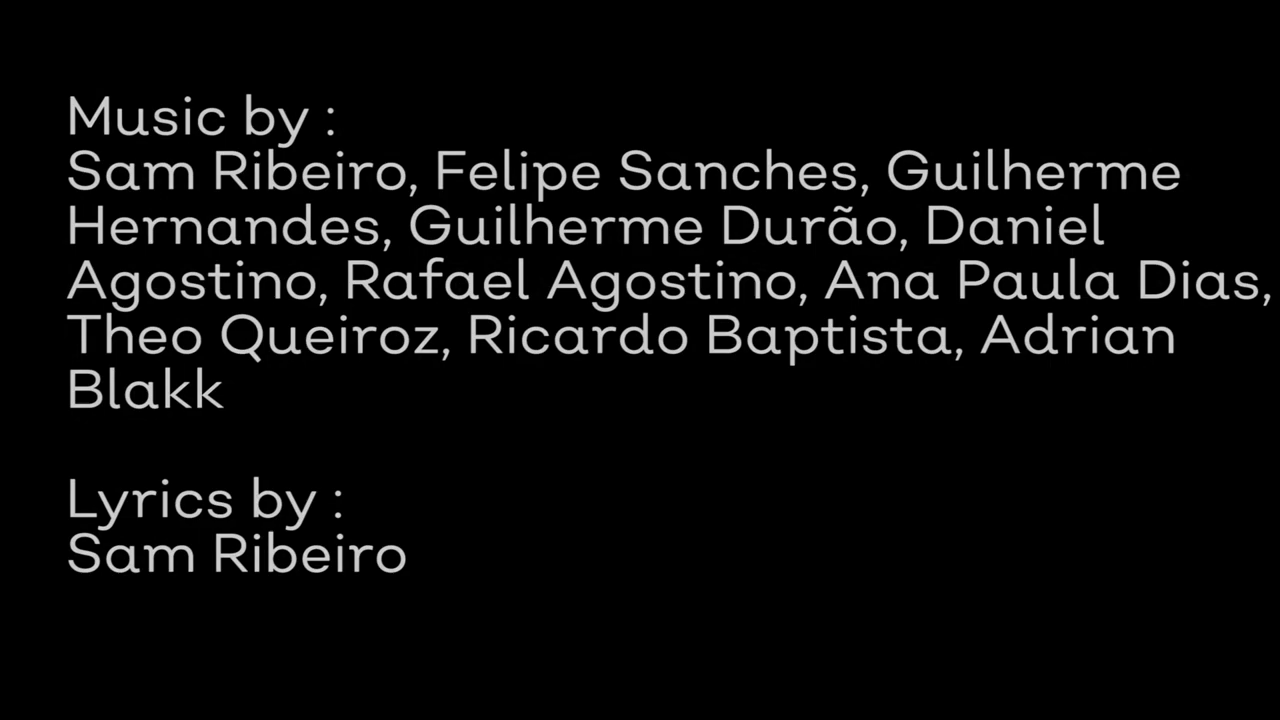 Music by :
Sam Ribeiro, Felipe Sanches, Guilherme
Hernandes, Guilherme Durão, Daniel
Agostino, Rafael Agostino, Ana Paula Dias,
Theo Queiroz, Ricardo Baptista, Adrian
Blakk
Lyrics by :
Sam Ribeiro